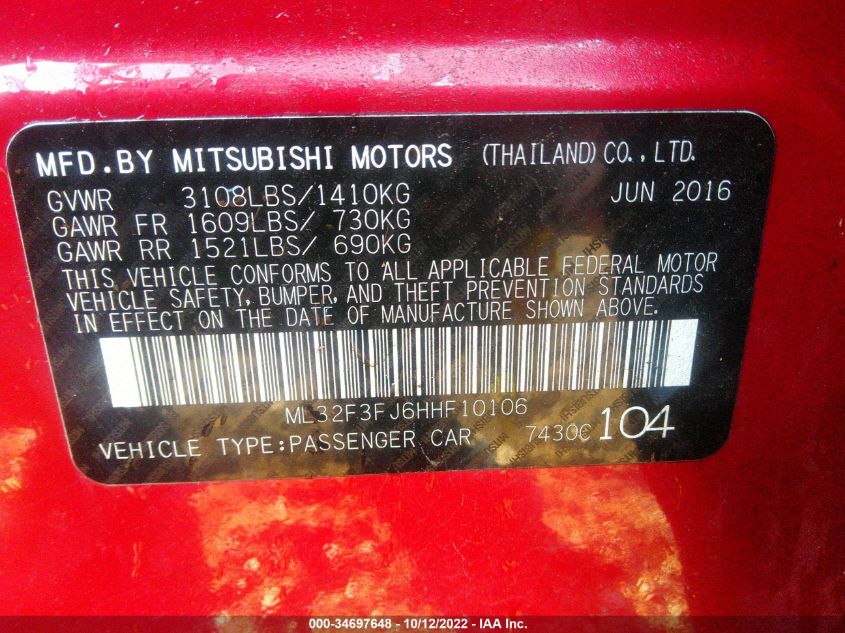 MFD.BY MITSUBISHI MOTORS (THAILAND) CO., LTD.
GVWR 3108LBS/1410KG JUN 2016
GAWR FR 1609LBS/ 730KG
GAWR RR 1521LBS/ 690KG
THIS VEHICLE CONFORMS TO ALL APPLICABLE FEDERAL MOTOR
VEHICLE SAFETY, BUMPER, AND THEFT PREVENTION STANDARDS
IN EFFECT ON THE DATE OF MANUFACTURE SHOWN ABOVE.
ML32F3FJ6HHF10106
VEHICLE TYPE:PASSENGER CAR 7430C 104
000-34697648 - 10/12/2022 - IAA Inc.